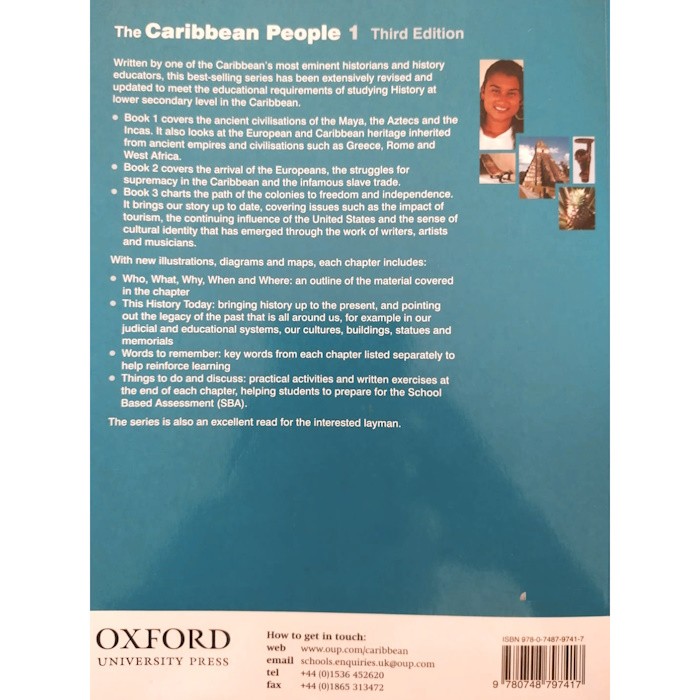 The Caribbean People 1 Third Edition
Written by one of the Caribbean's most eminent historians and history
educators, this best-selling series has been extensively revised and
updated to meet the educational requirements of studying History at
lower secondary level in the Caribbean.
• Book 1 covers the ancient civilisations of the Maya, the Aztecs and the
Incas. It also looks at the European and Caribbean heritage inherited
from ancient empires and civilisations such as Greece, Rome and
West Africa.
• Book 2 covers the arrival of the Europeans, the struggles for
supremacy in the Caribbean and the infamous slave trade.
• Book 3 charts the path of the colonies to freedom and independence.
It brings our story up to date, covering issues such as the impact of
tourism, the continuing influence of the United States and the sense of
cultural identity that has emerged through the work of writers, artists
and musicians.
With new illustrations, diagrams and maps, each chapter includes:
• Who, What, Why, When and Where: an outline of the material covered
in the chapter
• This History Today: bringing history up to the present, and pointing
out the legacy of the past that is all around us, for example in our
judicial and educational systems, our cultures, buildings, statues and
memorials
• Words to remember: key words from each chapter listed separately to
help reinforce learning
• Things to do and discuss: practical activities and written exercises at
the end of each chapter, helping students to prepare for the School
Based Assessment (SBA).
The series is also an excellent read for the interested layman.
OXFORD
UNIVERSITY PRESS
How to get in touch:
web www.oup.com/caribbean
email schools.enquiries.uk@oup.com
tel +44 (0)1536 452620
fax +44 (0)1865 313472
ISBN 978-0-7487-9741-7
9 780748 797417